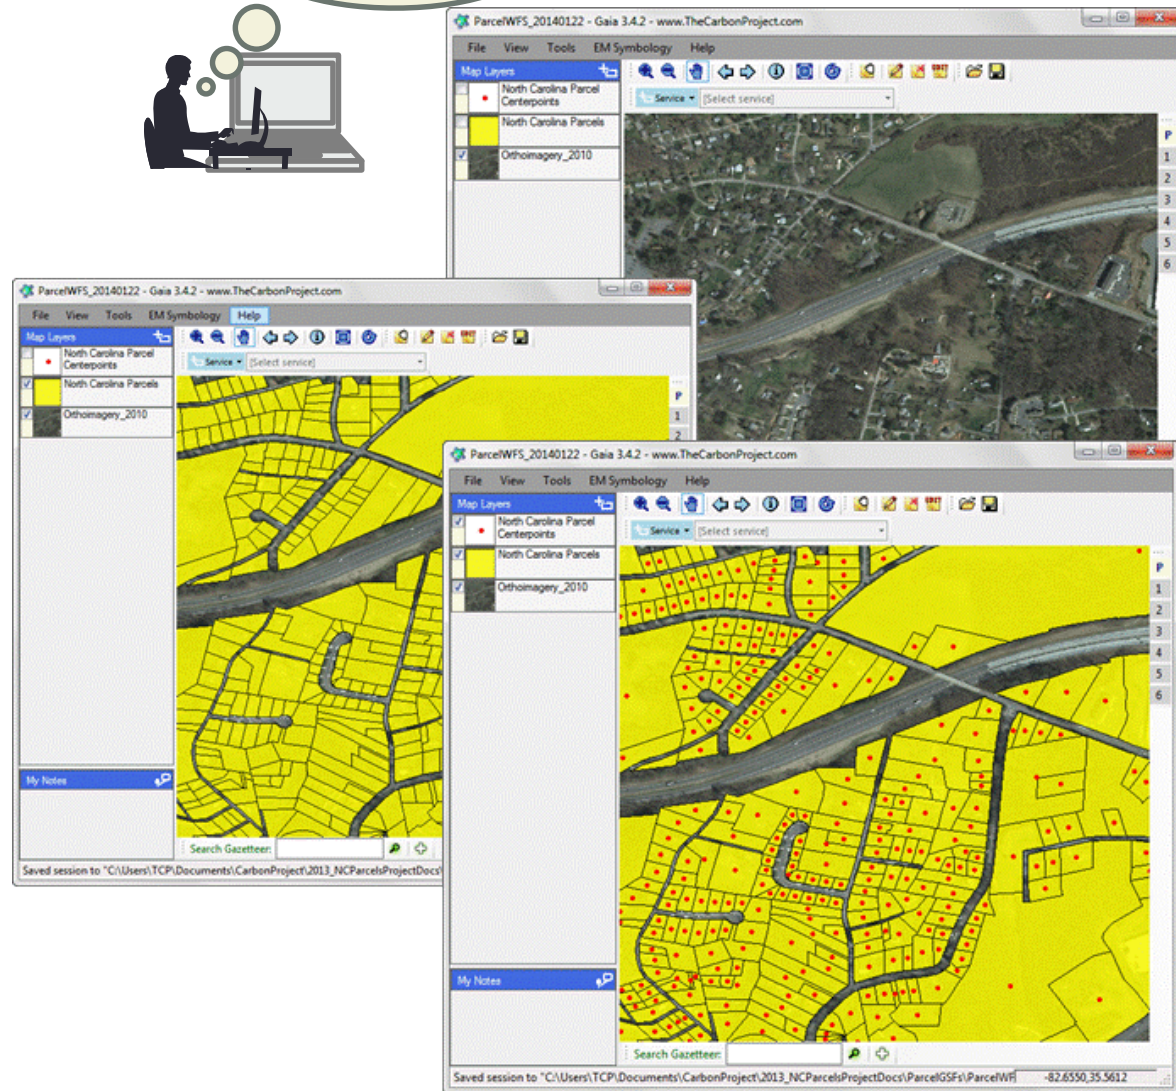 ParcelWFS_20140122 - Gaia 3.4.2 - www.TheCarbonProject.com
File View Tools EM Symbology Help
Map Layers
Service
[Select service]
North Carolina Parcel
Centerpoints
North Carolina Parcels
Orthoimagery_2010
P
1
2
3
4
5
6
ParcelWFS_20140122 - Gaia 3.4.2 - www.TheCarbonProject.com
File View Tools EM Symbology Help
Map Layers
Service
[Select service]
North Carolina Parcel
Centerpoints
North Carolina Parcels
Orthoimagery_2010
P
1
2
My Notes
Search Gazetteer:
Saved session to "C:\Users\TCP\Documents\CarbonProject\2013_NCParcelsProjectDocs\
ParcelWFS_20140122 - Gaia 3.4.2 - www.TheCarbonProject.com
File View Tools EM Symbology Help
Map Layers
EDIT
Service
[Select service]
North Carolina Parcel
Centerpoints
North Carolina Parcels
Orthoimagery_2010
P
1
2
3
4
5
6
My Notes
Search Gazetteer:
Saved session to "C:\Users\TCP\Documents\CarbonProject\2013_NCParcelsProjectDocs\ParcelGSFs\ParcelWF
-82.6550,35.5612